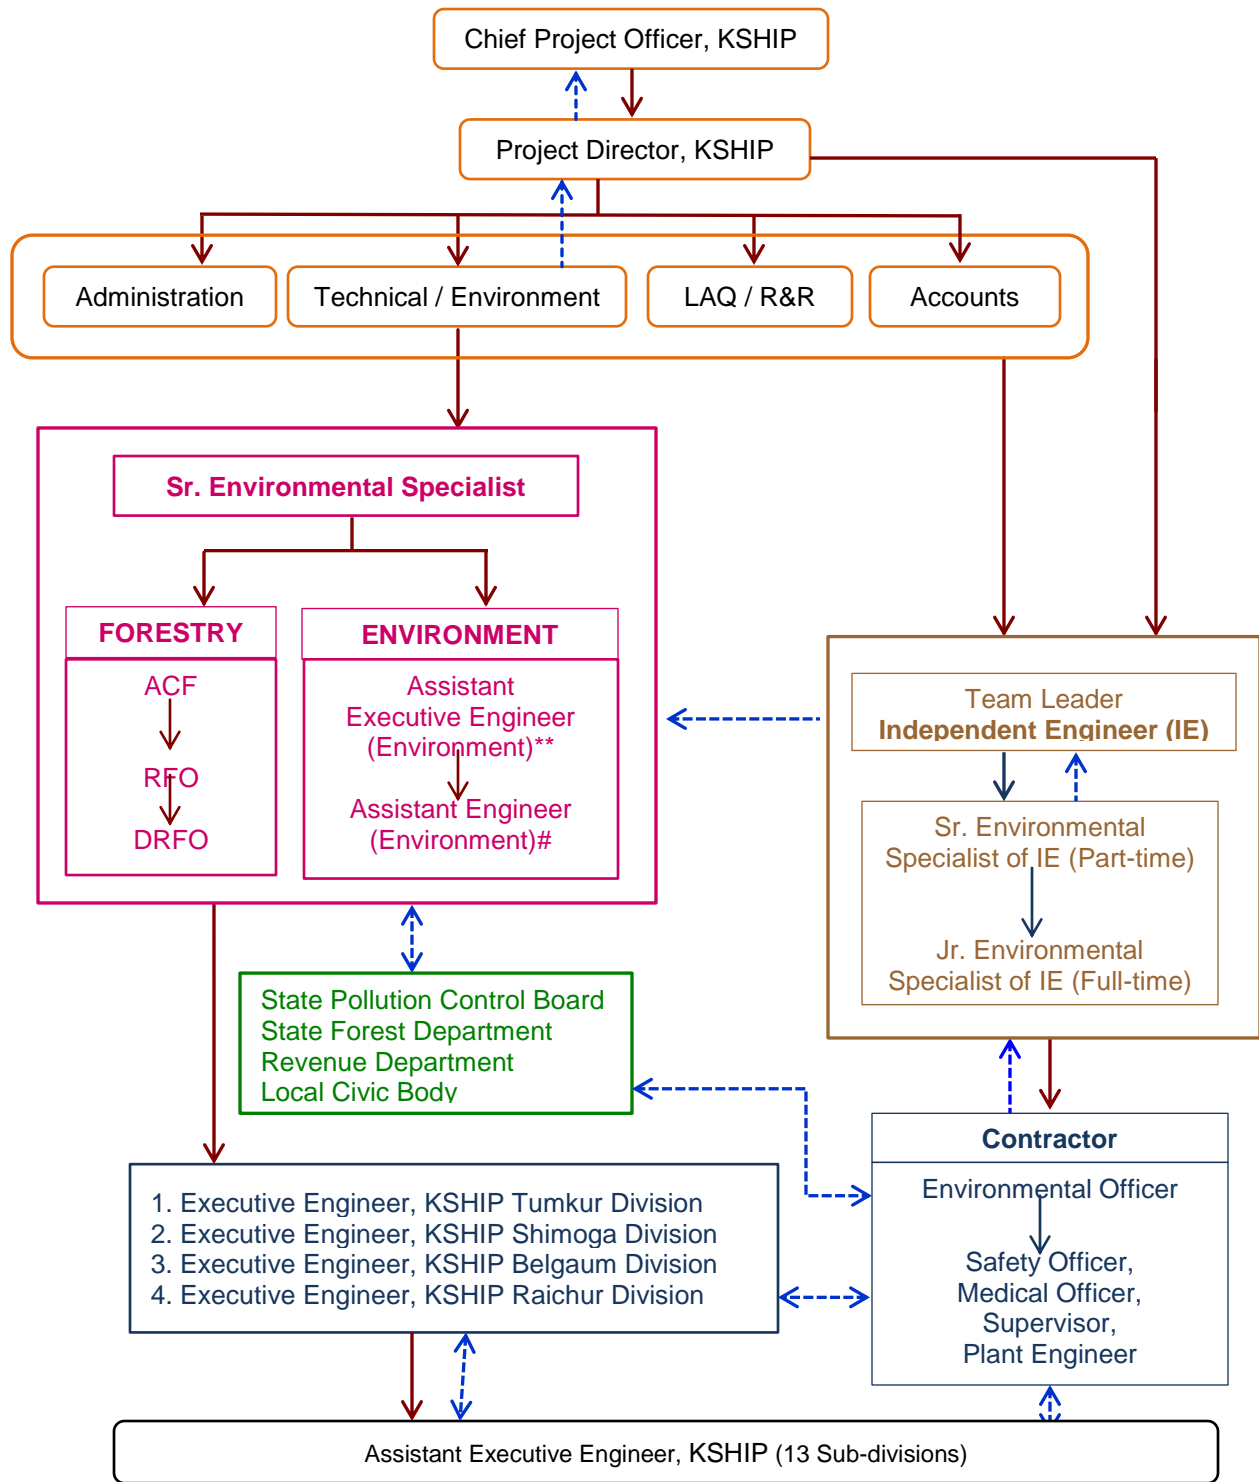 Chief Project Officer, KSHIP
Project Director, KSHIP
Administration
Technical / Environment
LAQ / R&R
Accounts
Sr. Environmental Specialist
FORESTRY
ACF
RFO
DRFO
ENVIRONMENT
Assistant
Executive Engineer
(Environment)**
Assistant Engineer
(Environment)#
Team Leader
Independent Engineer (IE)
Sr. Environmental
Specialist of IE (Part-time)
Jr. Environmental
Specialist of IE (Full-time)
State Pollution Control Board
State Forest Department
Revenue Department
Local Civic Body
Contractor
Environmental Officer
Safety Officer,
Medical Officer,
Supervisor,
Plant Engineer
1. Executive Engineer, KSHIP Tumkur Division
2. Executive Engineer, KSHIP Shimoga Division
3. Executive Engineer, KSHIP Belgaum Division
4. Executive Engineer, KSHIP Raichur Division
Assistant Executive Engineer, KSHIP (13 Sub-divisions)